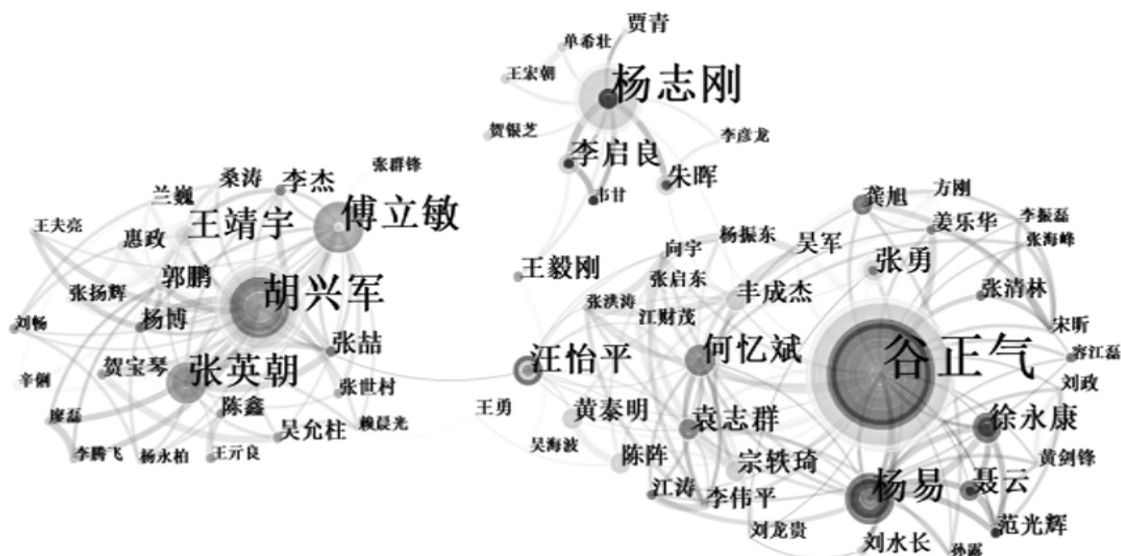 贾青
单希壮
王宏朝
杨志刚
贺银芝
李彦龙
李启良
朱晖
韦甘
张群锋
桑涛
李杰
兰巍
傅立敏
王靖宇
王夫亮
惠政
郭鹏
胡兴军
张扬辉
刘畅
杨博
张喆
贺宝琴
张英朝
辛俐
张世村
陈鑫
廖磊
吴允柱
赖晨光
李腾飞
杨永柏
王亓良
王毅刚
汪怡平
王勇
向宇
杨振东
吴军
张启东
张洪涛
丰成杰
江财茂
何忆斌
黄泰明
袁志群
吴海波
陈阵
宗轶琦
江涛
李伟平
刘龙贵
龚旭
方刚
姜乐华
李振磊
张海峰
张勇
张清林
宋昕
谷正气
容江磊
刘政
徐永康
黄剑锋
杨易
聂云
范光辉
刘水长
孙露